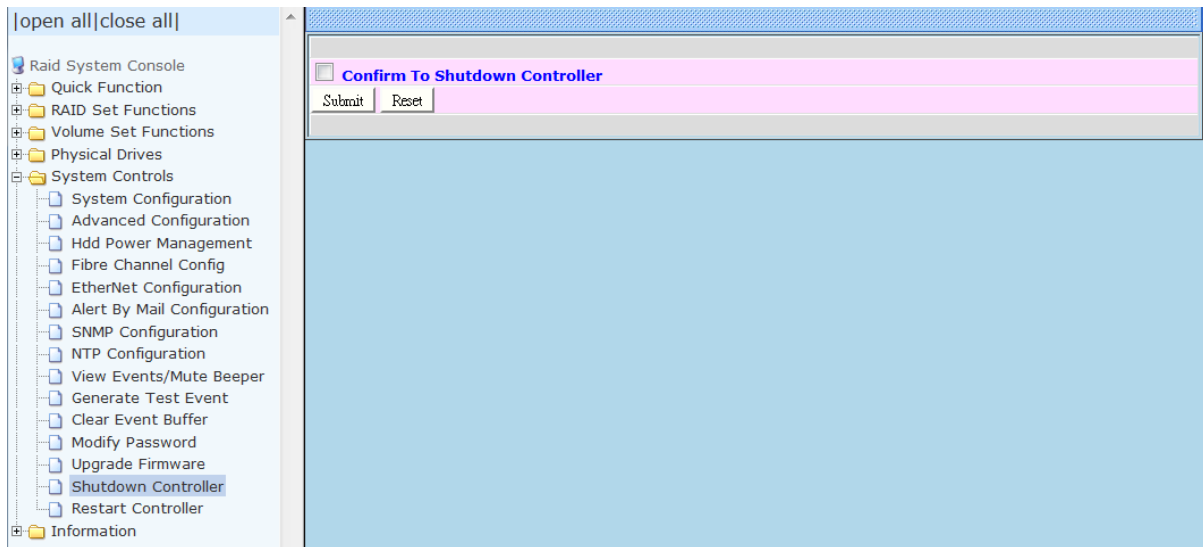 |open all|close all|
Raid System Console
Quick Function
RAID Set Functions
Volume Set Functions
Physical Drives
System Controls
System Configuration
Advanced Configuration
Hdd Power Management
Fibre Channel Config
EtherNet Configuration
Alert By Mail Configuration
SNMP Configuration
NTP Configuration
View Events/Mute Beeper
Generate Test Event
Clear Event Buffer
Modify Password
Upgrade Firmware
Shutdown Controller
Restart Controller
Information
Confirm To Shutdown Controller
Submit Reset